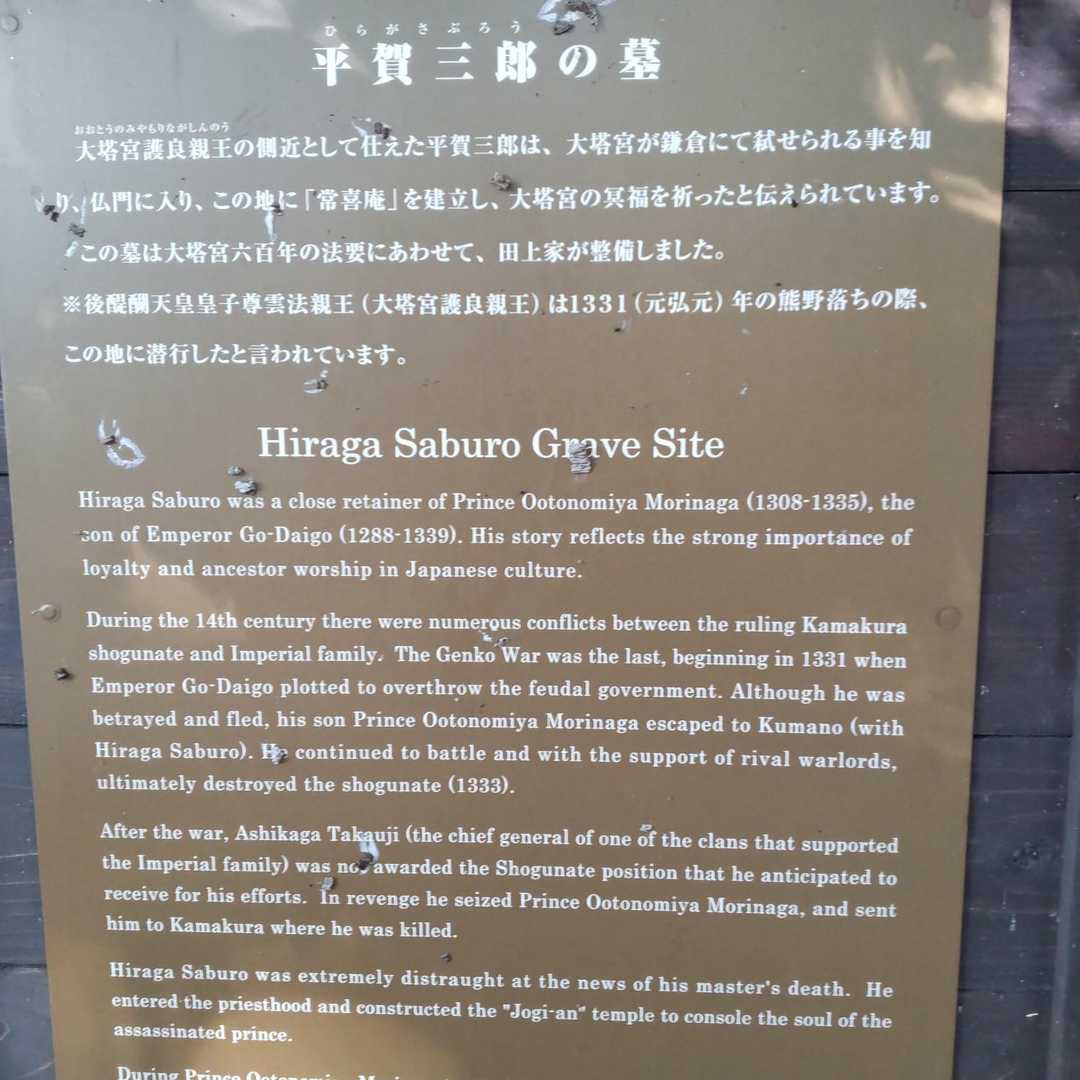 ひらがさぶろう
平賀三郎の墓
おおとうのみやもりながしんのう
大塔宮護良親王の側近として仕えた平賀三郎は、大塔宮が鎌倉にて弑せられる事を知
り、仏門に入り、この地に「常喜庵」を建立し、大塔宮の冥福を祈ったと伝えられています。
この墓は大塔宮六百年の法要にあわせて、田上家が整備しました。
※後醍醐天皇皇子尊雲法親王（大塔宮護良親王）は1331（元弘元）年の熊野落ちの際、
この地に潜行したと言われています。
Hiraga Saburo Grave Site
Hiraga Saburo was a close retainer of Prince Ootonomiya Morinaga (1308-1335), the
son of Emperor Go-Daigo (1288-1339). His story reflects the strong importance of
loyalty and ancestor worship in Japanese culture.
During the 14th century there were numerous conflicts between the ruling Kamakura
shogunate and Imperial family. The Genko War was the last, beginning in 1331 when
Emperor Go-Daigo plotted to overthrow the feudal government. Although he was
betrayed and fled, his son Prince Ootonomiya Morinaga escaped to Kumano (with
Hiraga Saburo). He continued to battle and with the support of rival warlords,
ultimately destroyed the shogunate (1333).
After the war, Ashikaga Takauji (the chief general of one of the clans that supported
the Imperial family) was not awarded the Shogunate position that he anticipated to
receive for his efforts. In revenge he seized Prince Ootonomiya Morinaga, and sent
him to Kamakura where he was killed.
Hiraga Saburo was extremely distraught at the news of his master's death. He
entered the priesthood and constructed the "Jogi-an" temple to console the soul of the
assassinated prince.
During Prince Ootonomiya